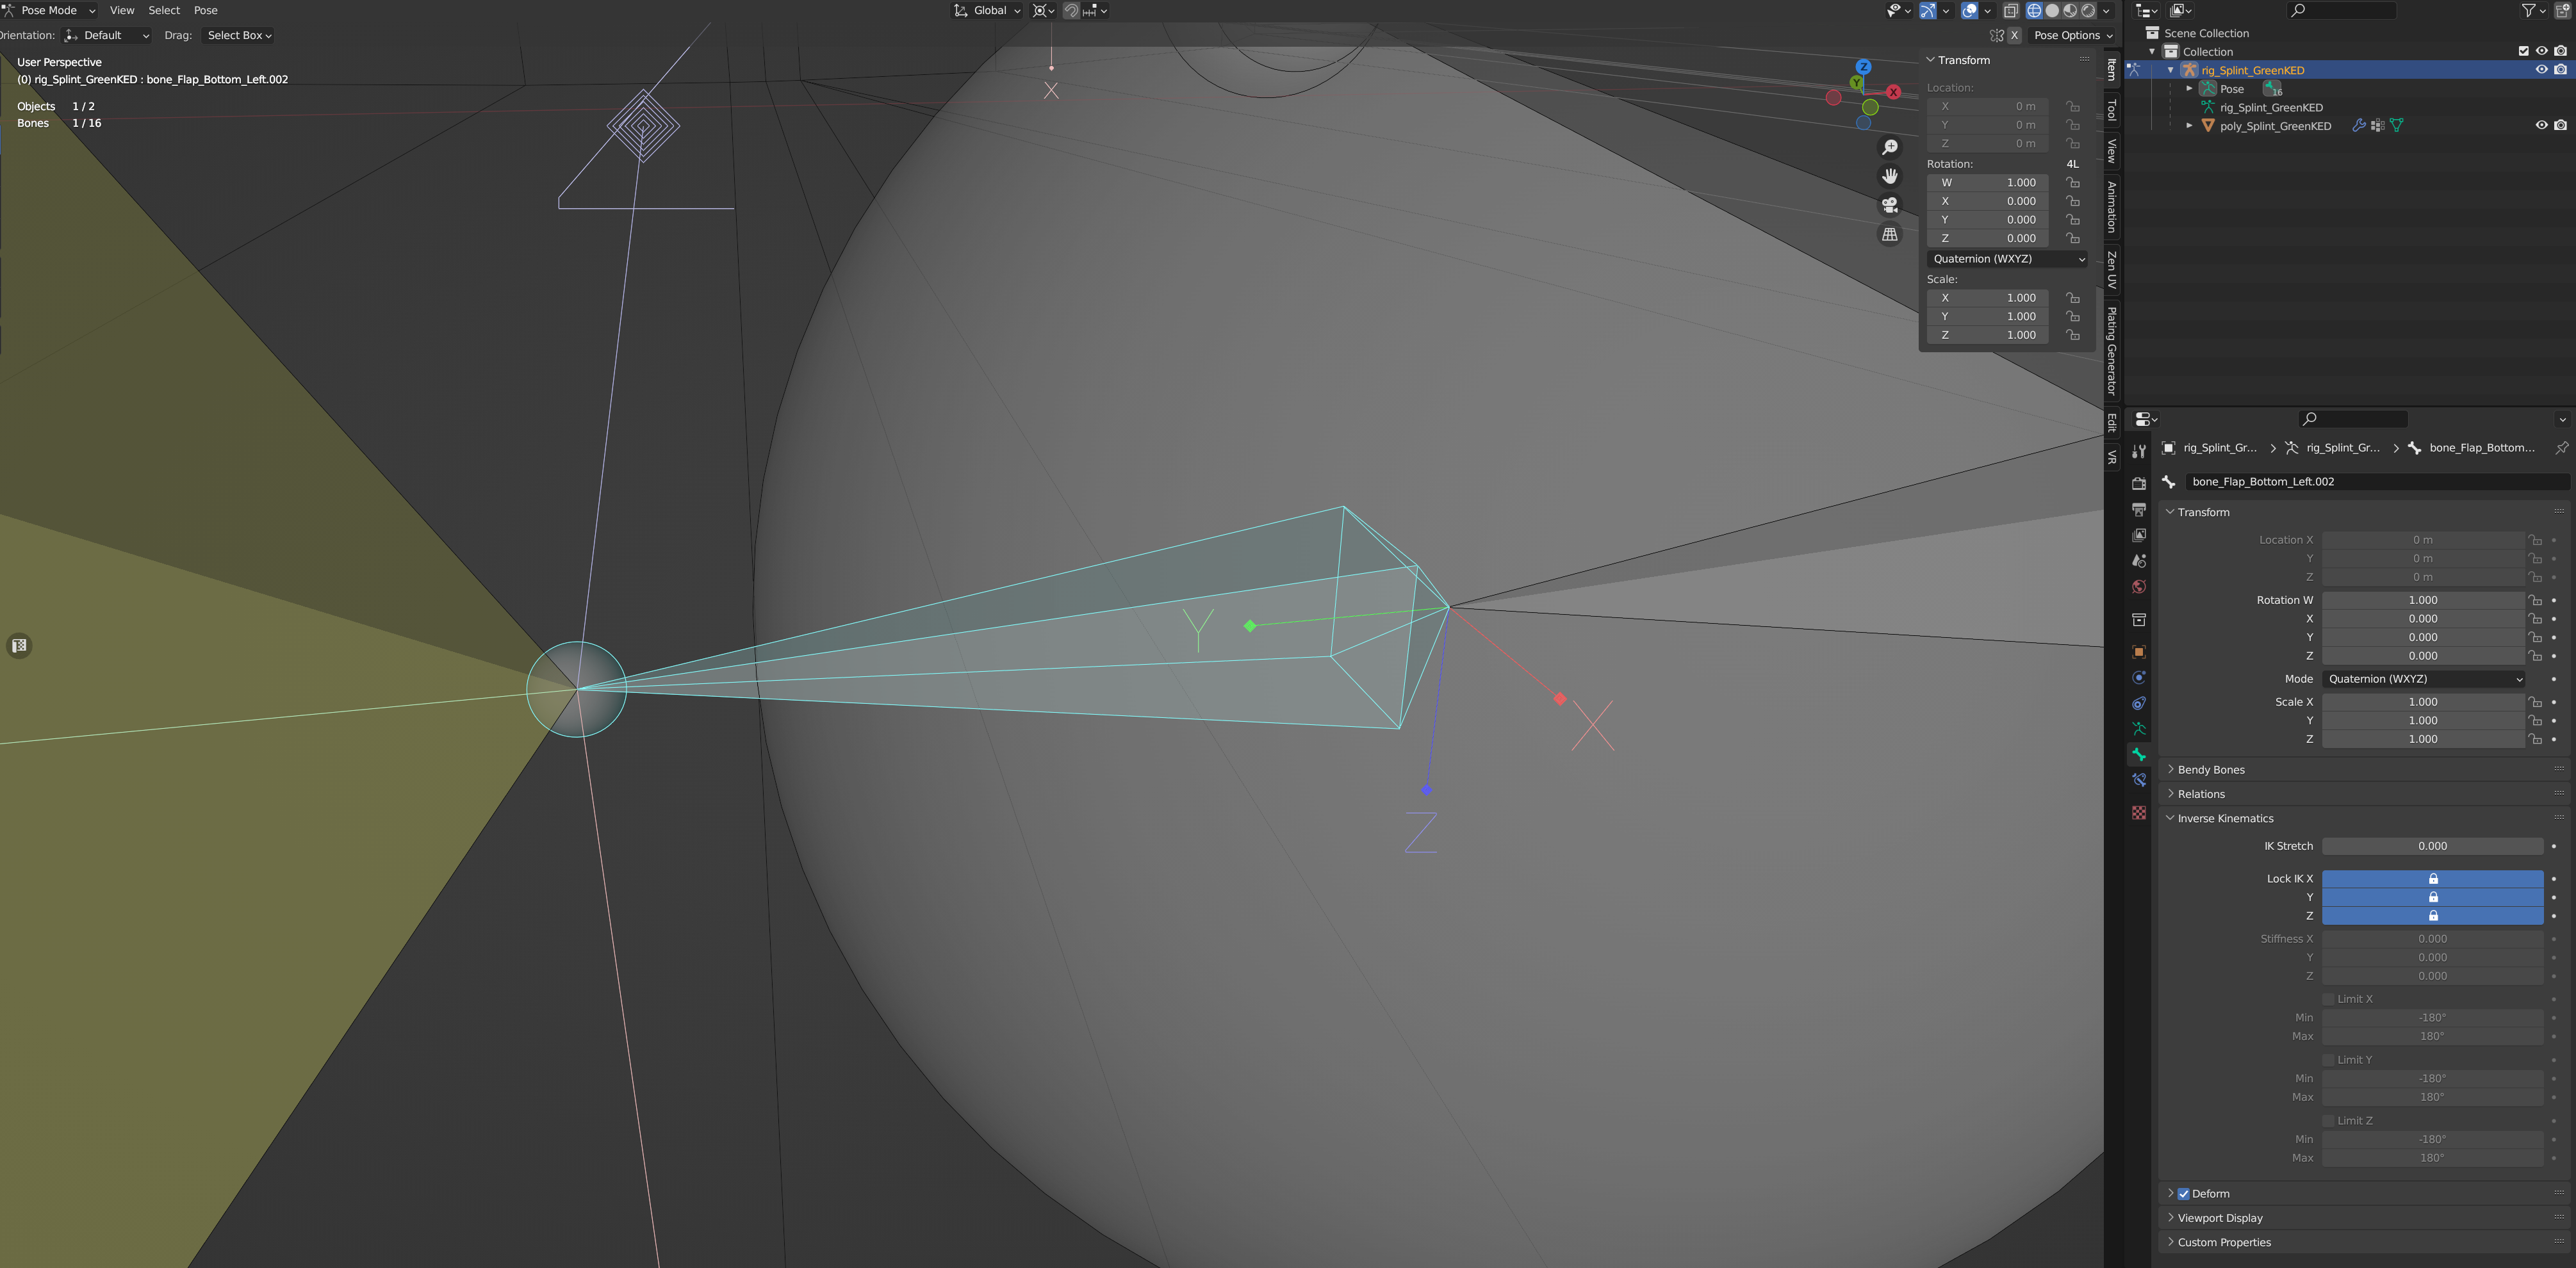 Pose Mode View Select Pose
Global
Orientation: Default Drag: Select Box
X Pose Options
User Perspective
(0) rig_Splint_GreenKED : bone_Flap_Bottom_Left.002
Objects 1 / 2
Bones 1 / 16
X
Y
X
Z
Z
Y
X
Transform
Location:
X 0 m
Y 0 m
Z 0 m
Rotation: 4L
W 1.000
X 0.000
Y 0.000
Z 0.000
Quaternion (WXYZ)
Scale:
X 1.000
Y 1.000
Z 1.000
Item
Tool
View
Animation
Zen UV
Plating Generator
Edit
VR
Scene Collection
Collection
rig_Splint_GreenKED
Pose 16
rig_Splint_GreenKED
poly_Splint_GreenKED
rig_Splint_Gr... rig_Splint_Gr... bone_Flap_Bottom...
bone_Flap_Bottom_Left.002
Transform
Location X 0 m
Y 0 m
Z 0 m
Rotation W 1.000
X 0.000
Y 0.000
Z 0.000
Mode Quaternion (WXYZ)
Scale X 1.000
Y 1.000
Z 1.000
Bendy Bones
Relations
Inverse Kinematics
IK Stretch 0.000
Lock IK X
Y
Z
Stiffness X 0.000
Y 0.000
Z 0.000
Limit X
Min -180°
Max 180°
Limit Y
Min -180°
Max 180°
Limit Z
Min -180°
Max 180°
Deform
Viewport Display
Custom Properties